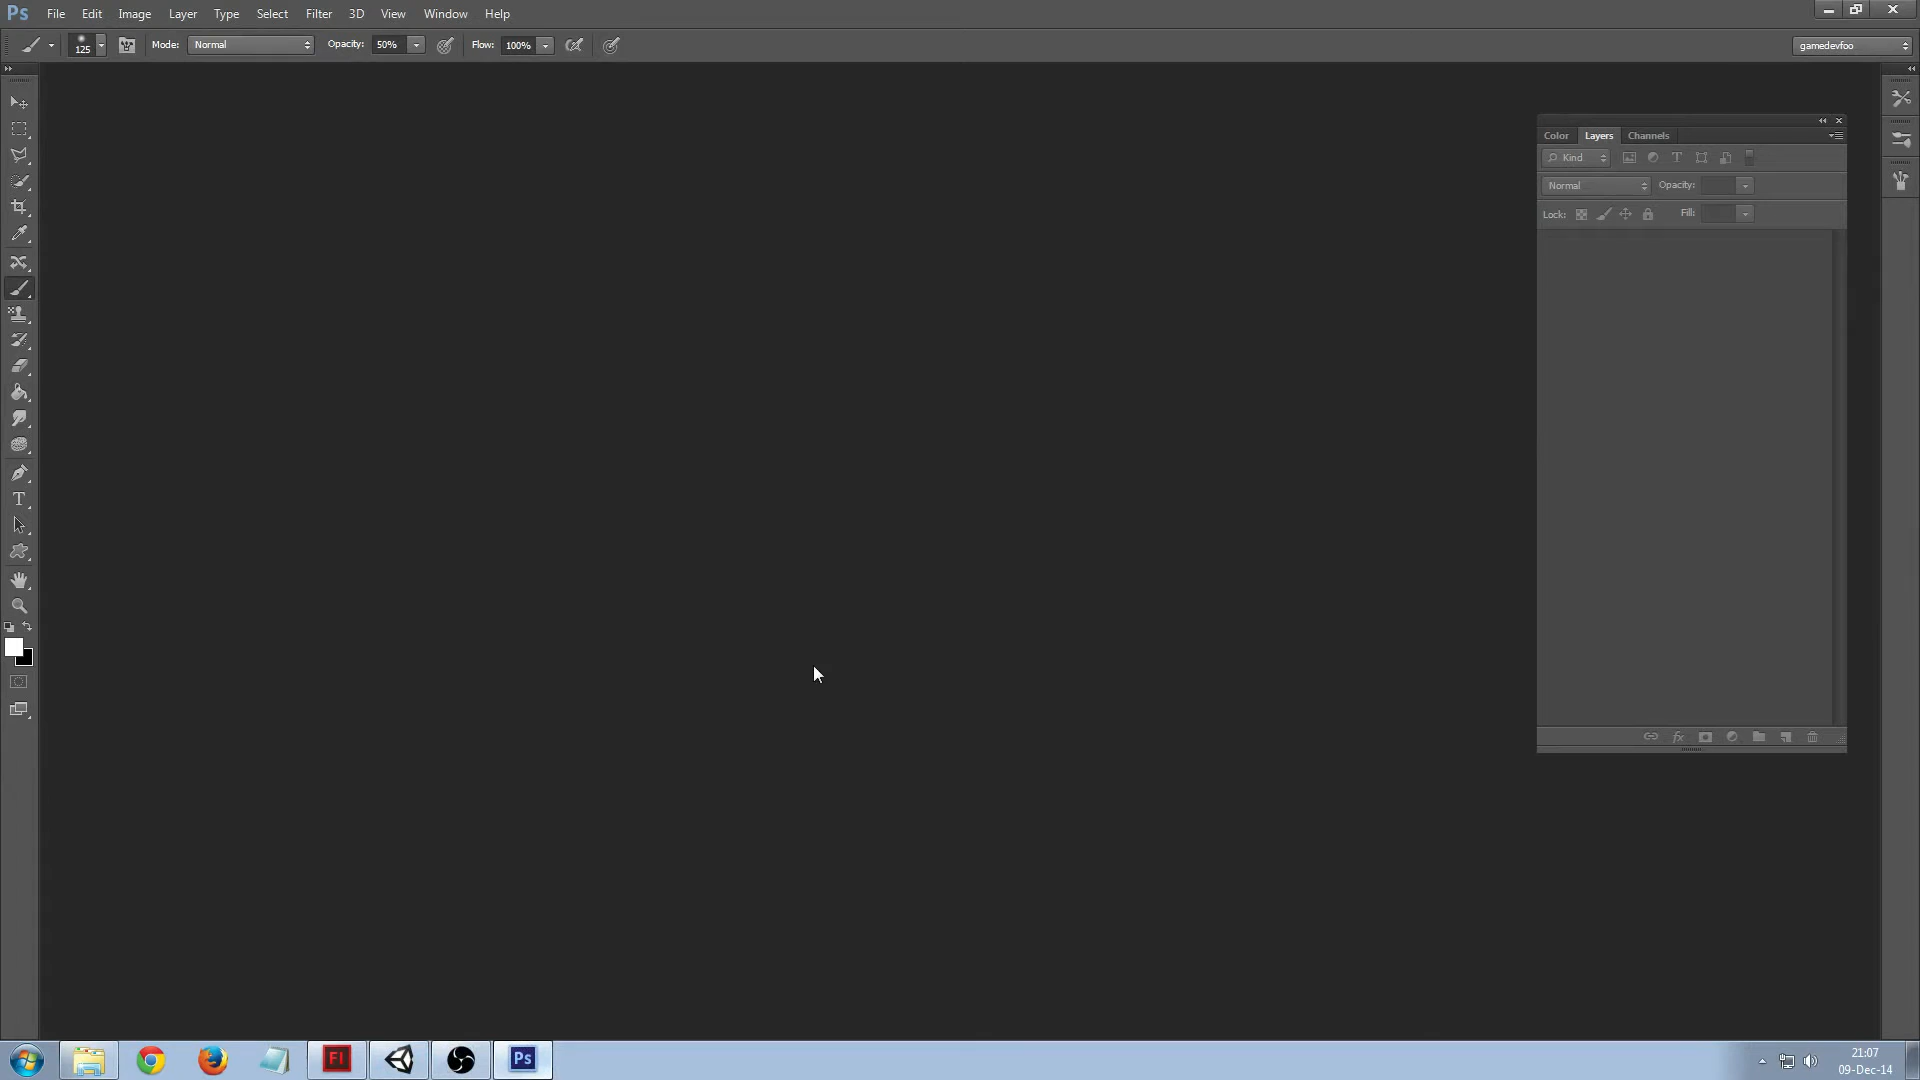 Ps File Edit Image Layer Type Select Filter 3D View Window Help
125 Mode: Normal Opacity: 50% Flow: 100% gamedevfoo
Color Layers Channels
Kind
Normal Opacity:
Lock: Fill:
fx
Fl Ps
21:07
09-Dec-14